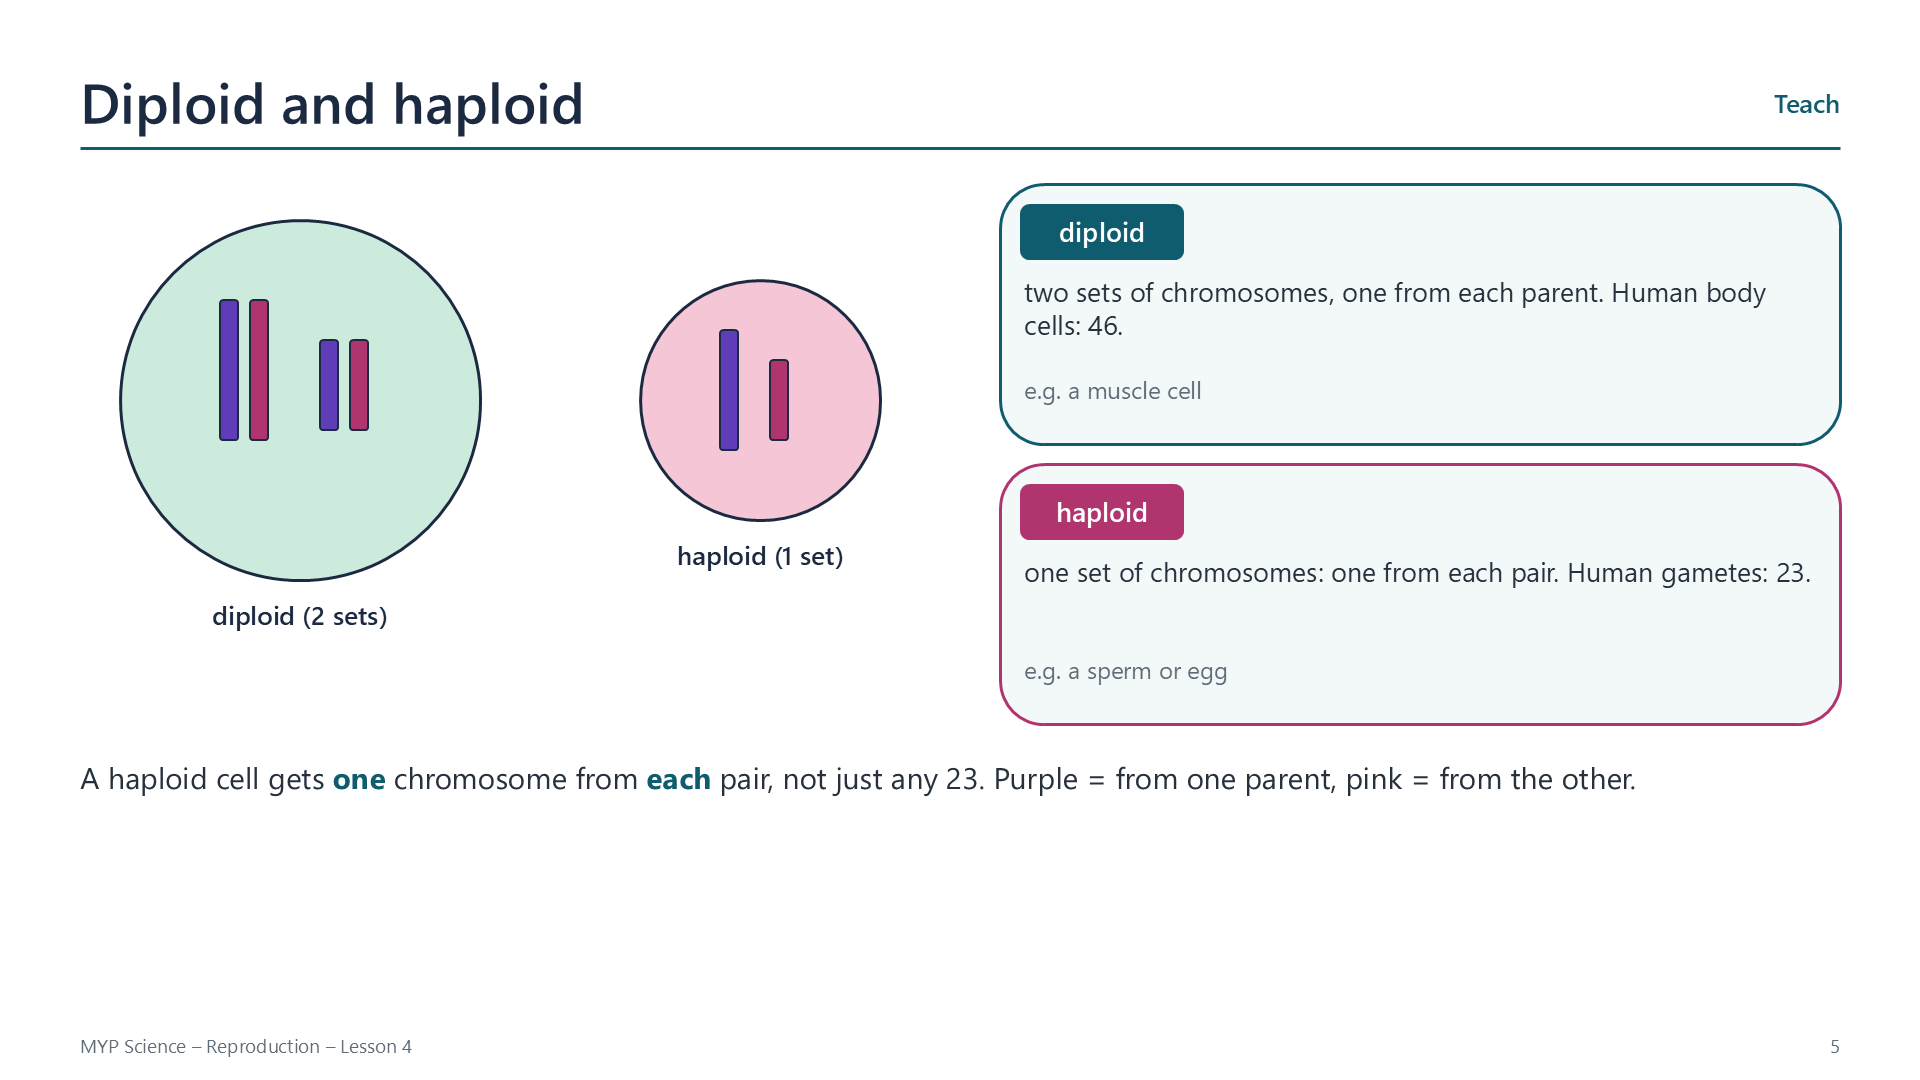 Diploid and haploid
Teach
diploid (2 sets)
haploid (1 set)
diploid
two sets of chromosomes, one from each parent. Human body
cells: 46.
e.g. a muscle cell
haploid
one set of chromosomes: one from each pair. Human gametes: 23.
e.g. a sperm or egg
A haploid cell gets one chromosome from each pair, not just any 23. Purple = from one parent, pink = from the other.
MYP Science – Reproduction – Lesson 4
5